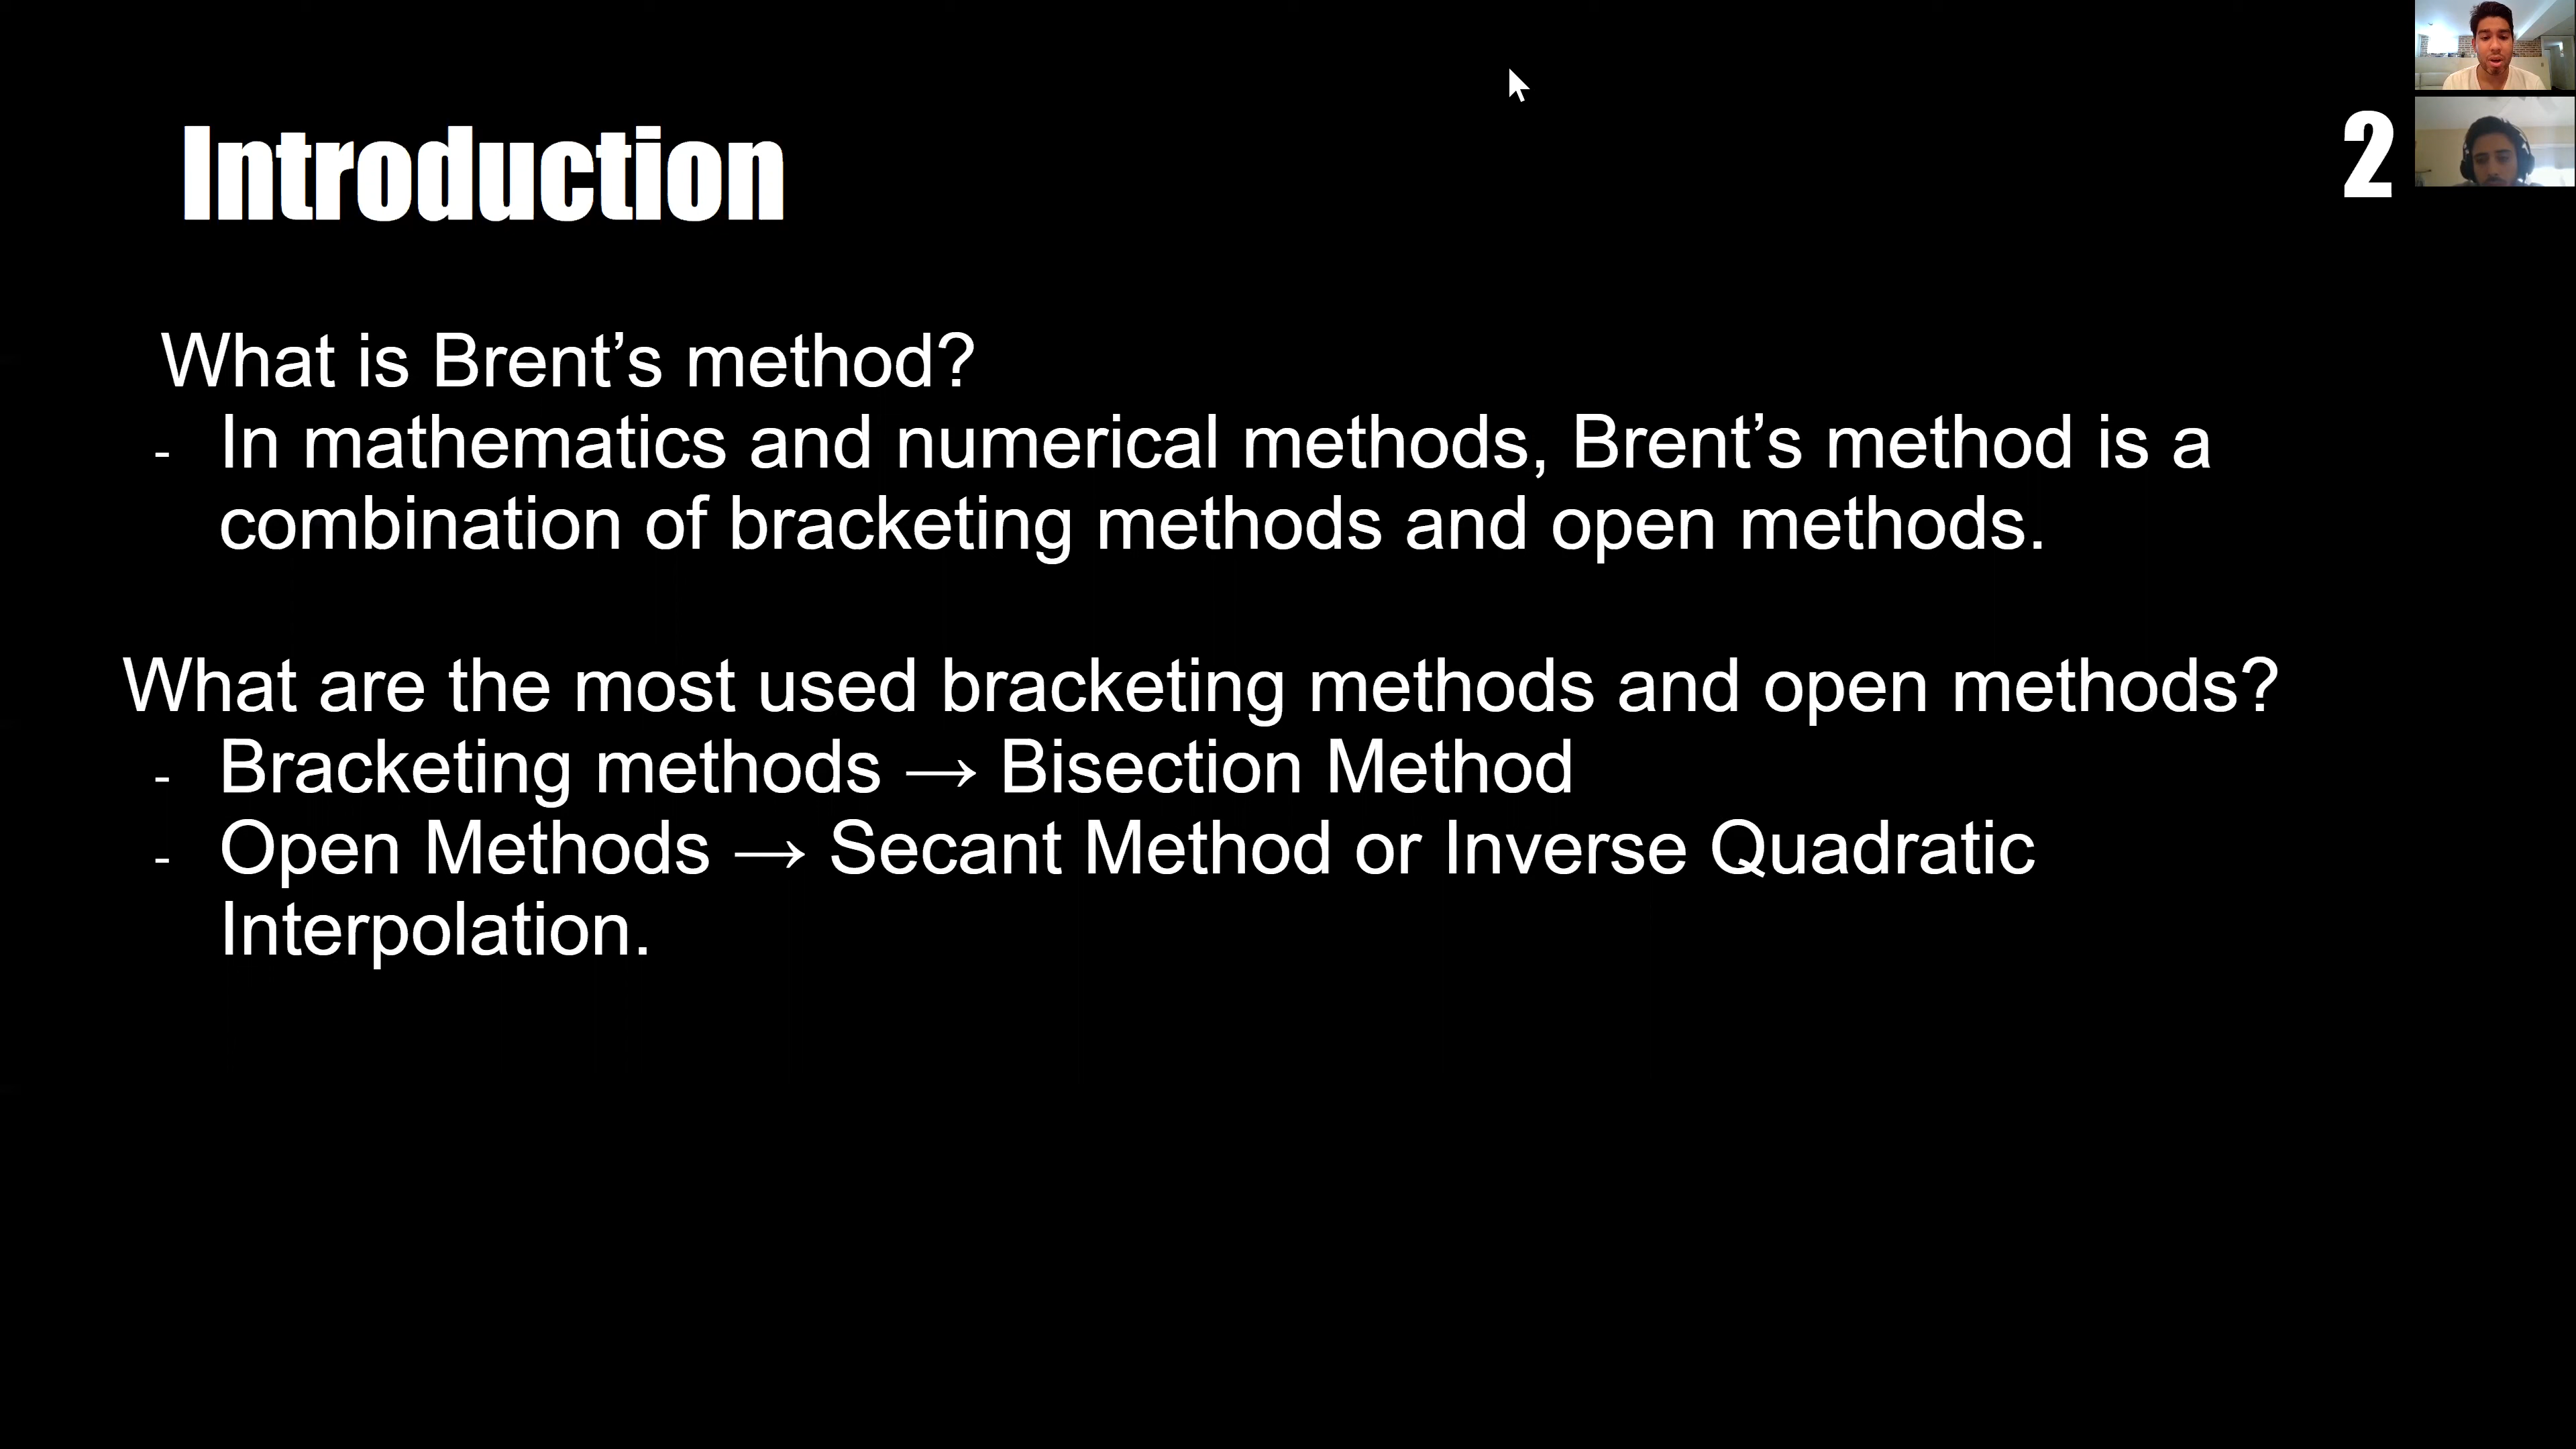 Introduction
2
What is Brent’s method?
- In mathematics and numerical methods, Brent’s method is a
combination of bracketing methods and open methods.
What are the most used bracketing methods and open methods?
- Bracketing methods → Bisection Method
- Open Methods → Secant Method or Inverse Quadratic
Interpolation.